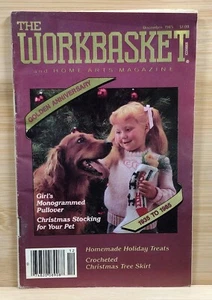 THE
WORKBASKET
and HOME ARTS MAGAZINE
GOLDEN ANNIVERSARY
Girl's
Monogrammed
Pullover
Christmas Stocking
for Your Pet
1935 TO 1985
Homemade Holiday Treats
Crocheted
Christmas Tree Skirt